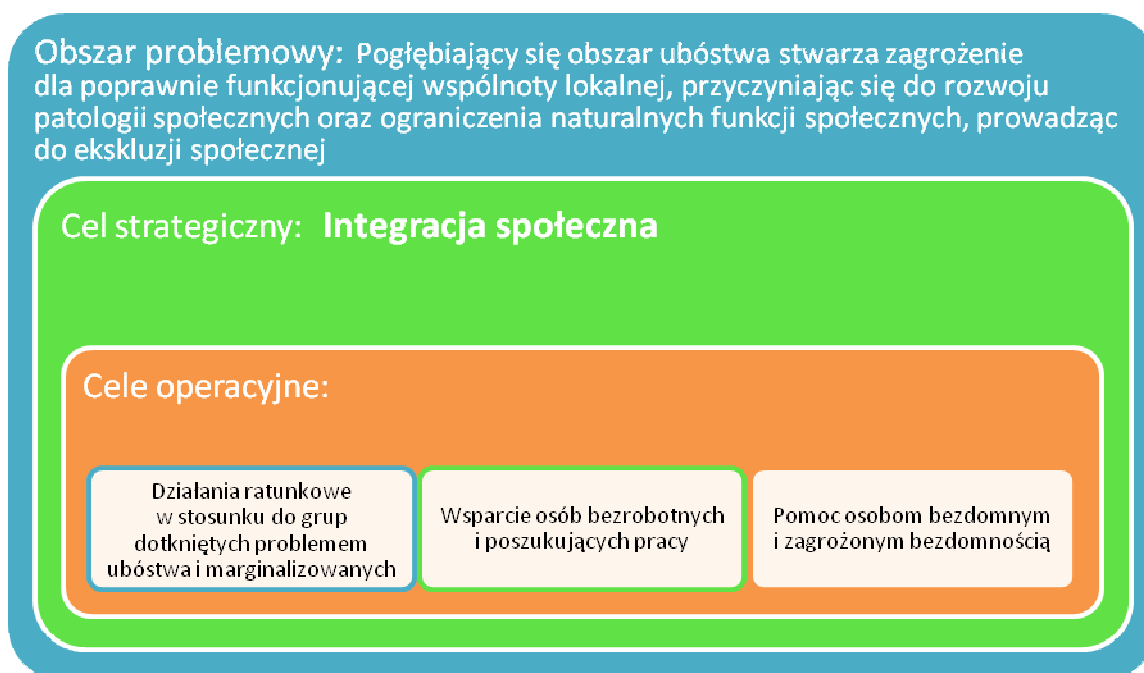 Obszar problemowy: Pogłębiający się obszar ubóstwa stwarza zagrożenie
dla poprawnie funkcjonującej wspólnoty lokalnej, przyczyniając się do rozwoju
patologii społecznych oraz ograniczenia naturalnych funkcji społecznych, prowadząc
do ekskluzji społecznej
Cel strategiczny: Integracja społeczna
Cele operacyjne:
Działania ratunkowe
w stosunku do grup
dotkniętych problemem
ubóstwa i marginalizowanych
Wsparcie osób bezrobotnych
i poszukujących pracy
Pomoc osobom bezdomnym
i zagrożonym bezdomnością